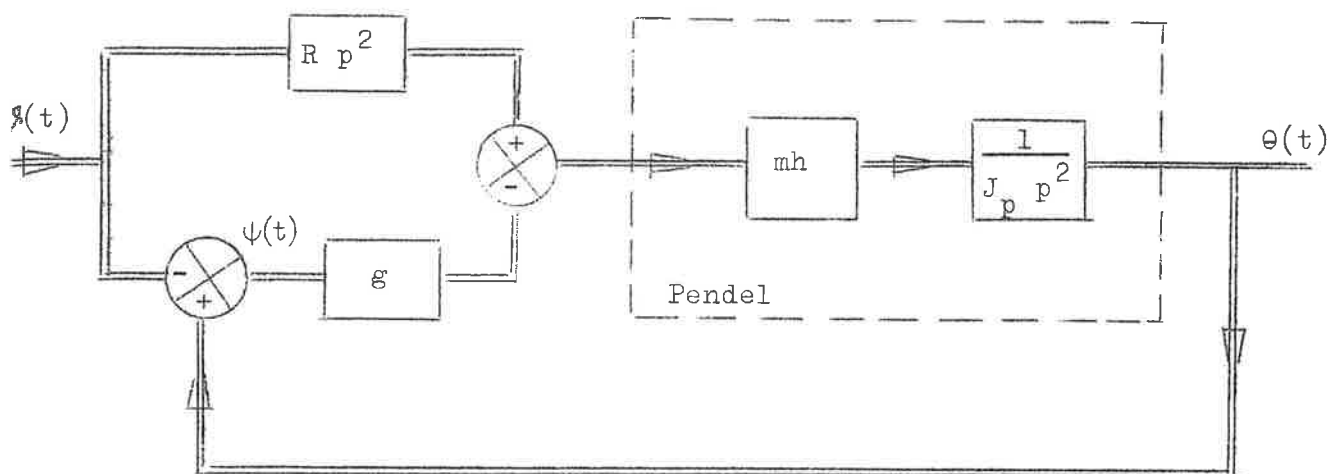 R p²
θ(t)
+
-
mh
1
J_p p²
-
+
ψ(t)
g
Pendel